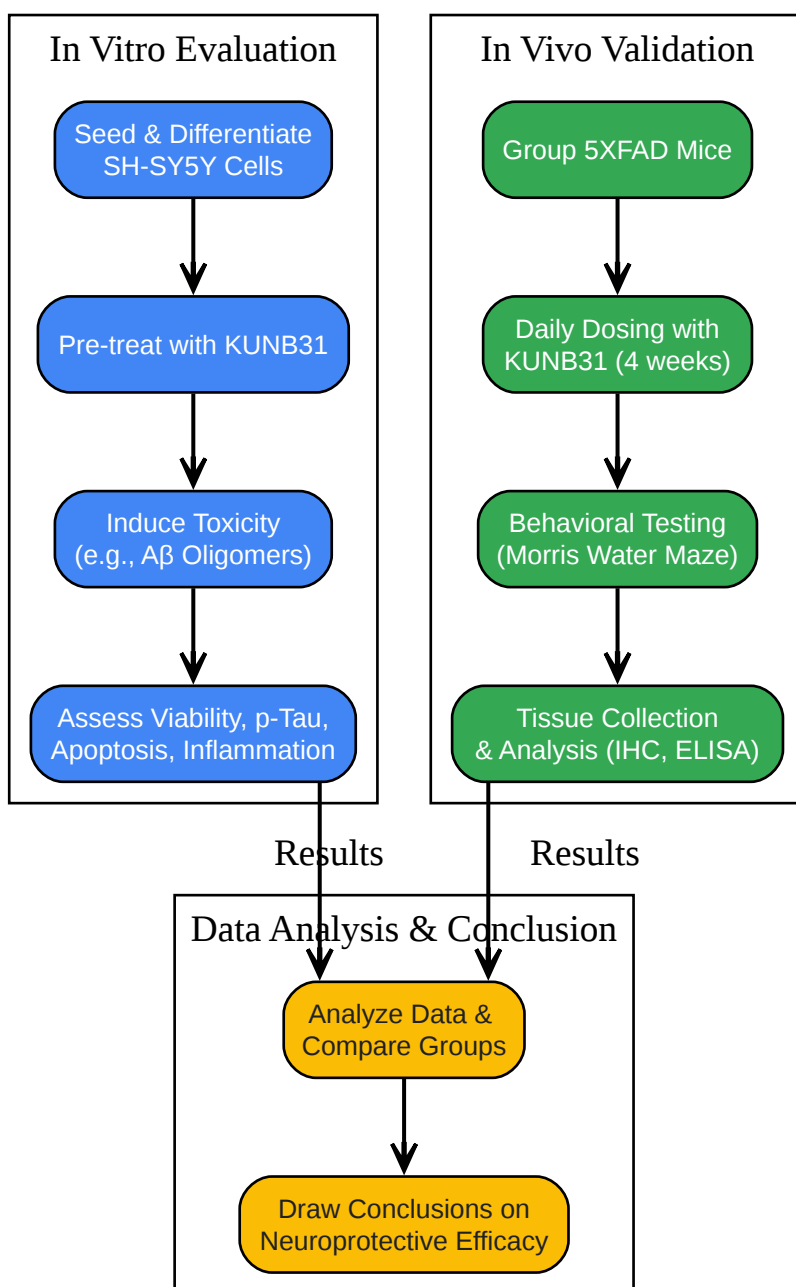 In Vitro Evaluation
Seed & Differentiate
SH-SY5Y Cells
Pre-treat with KUNB31
Induce Toxicity
(e.g., Aβ Oligomers)
Assess Viability, p-Tau,
Apoptosis, Inflammation
In Vivo Validation
Group 5XFAD Mice
Daily Dosing with
KUNB31 (4 weeks)
Behavioral Testing
(Morris Water Maze)
Tissue Collection
& Analysis (IHC, ELISA)
Results
Results
Data Analysis & Conclusion
Analyze Data &
Compare Groups
Draw Conclusions on
Neuroprotective Efficacy